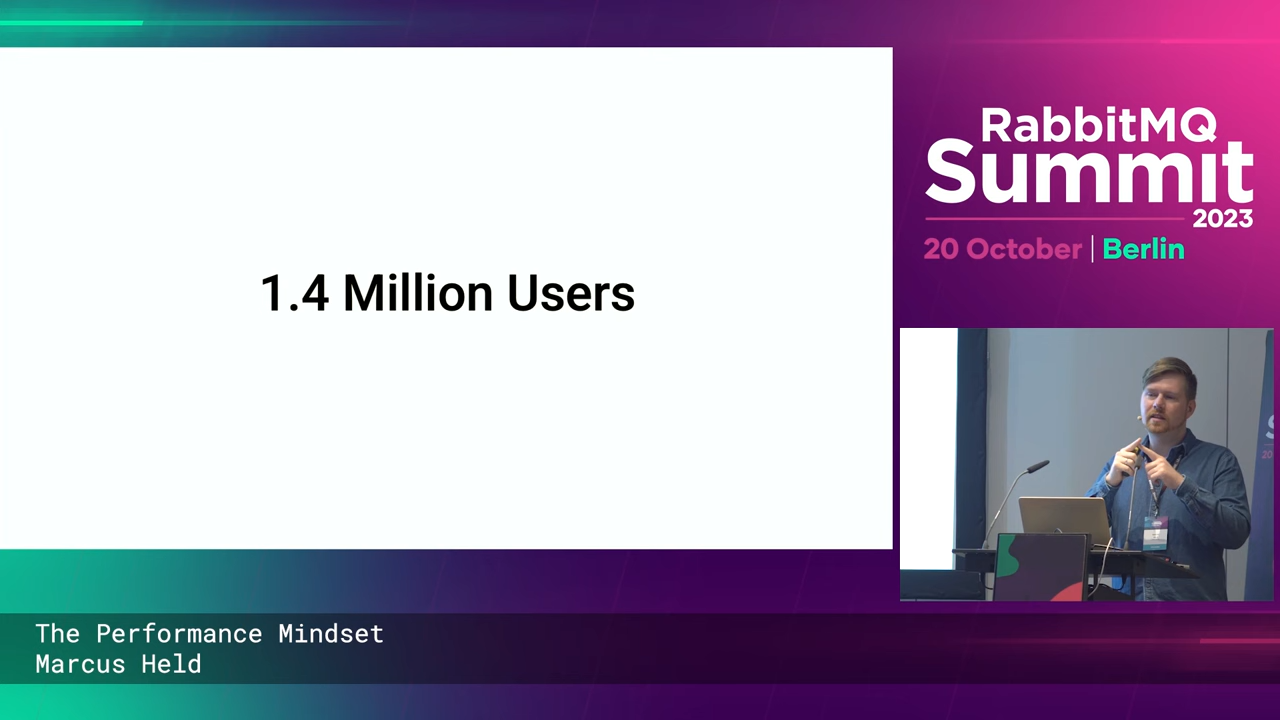 1.4 Million Users
RabbitMQ
Summit
2023
20 October | Berlin
The Performance Mindset
Marcus Held